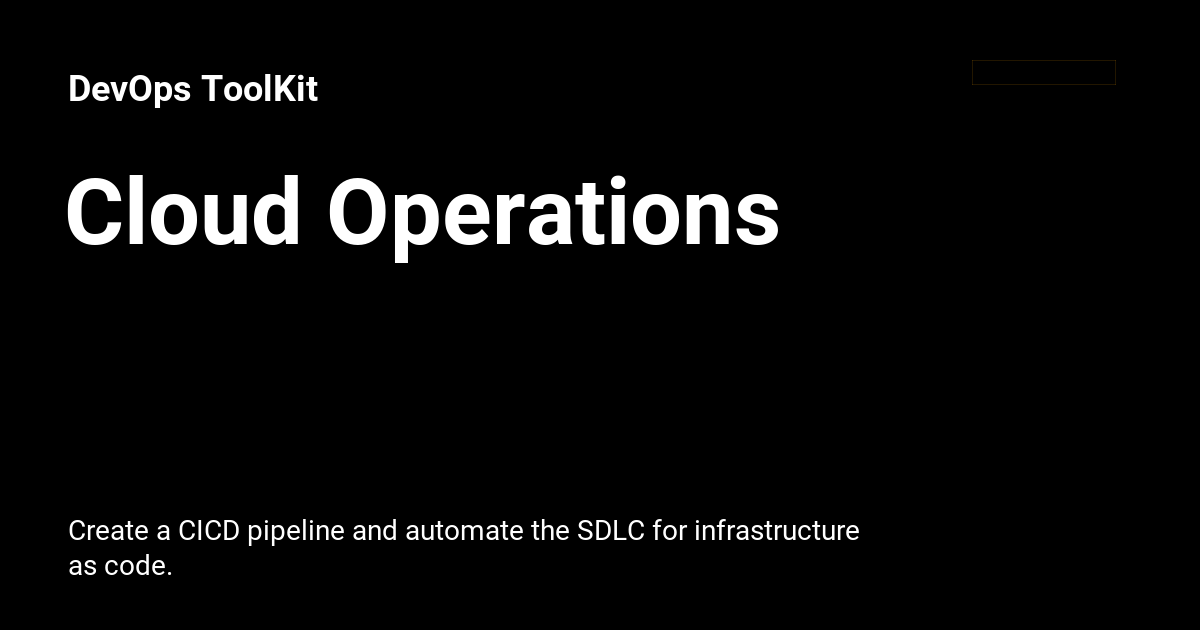 DevOps ToolKit
Cloud Operations
Create a CICD pipeline and automate the SDLC for infrastructure
as code.